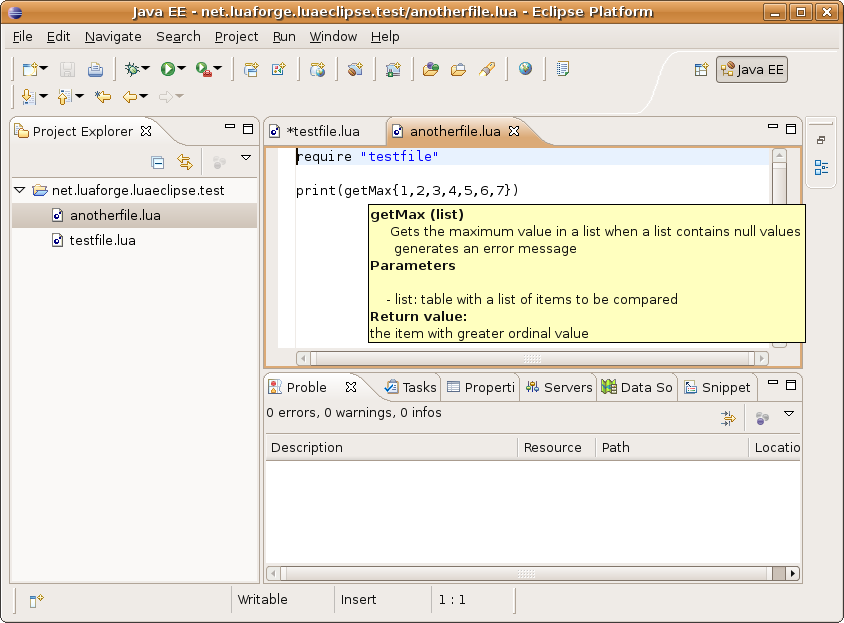 Java EE - net.luaforge.luaeclipse.test/anotherfile.lua - Eclipse Platform
File Edit Navigate Search Project Run Window Help
Java EE
Project Explorer
net.luaforge.luaeclipse.test
anotherfile.lua
testfile.lua
*testfile.lua anotherfile.lua
require "testfile"
print(getMax{1,2,3,4,5,6,7})
getMax (list)
Gets the maximum value in a list when a list contains null values
generates an error message
Parameters
- list: table with a list of items to be compared
Return value:
the item with greater ordinal value
Proble Tasks Properti Servers Data So Snippet
0 errors, 0 warnings, 0 infos
Description Resource Path Locatio
Writable Insert 1 : 1